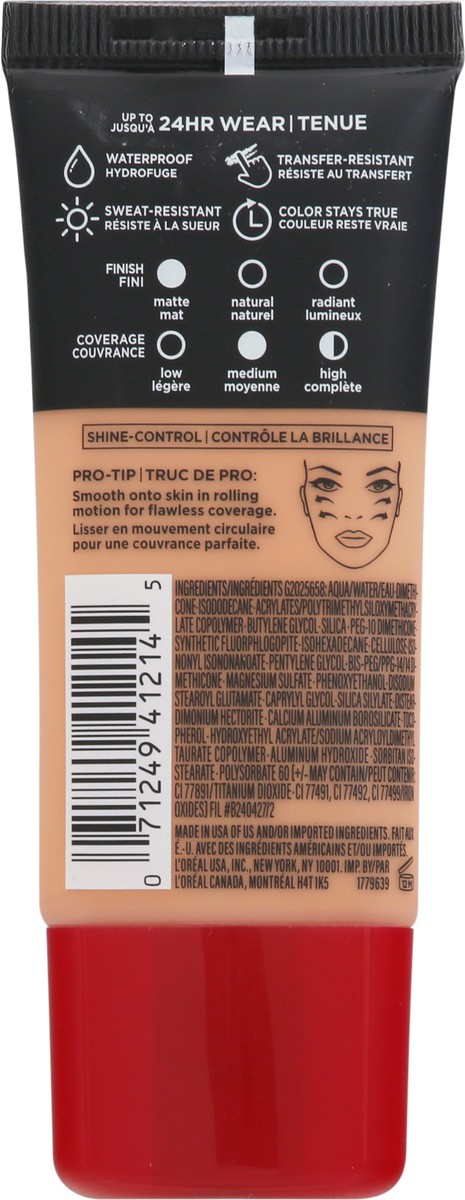 UP TO
JUSQU'À 24HR WEAR | TENUE
WATERPROOF
HYDROFUGE
TRANSFER-RESISTANT
RÉSISTE AU TRANSFERT
SWEAT-RESISTANT
RÉSISTE À LA SUEUR
COLOR STAYS TRUE
COULEUR RESTE VRAIE
FINISH
FINI
matte
mat
natural
naturel
radiant
lumineux
COVERAGE
COUVRANCE
low
légère
medium
moyenne
high
complète
SHINE-CONTROL | CONTRÔLE LA BRILLANCE
PRO-TIP | TRUC DE PRO:
Smooth onto skin in rolling
motion for flawless coverage.
Lisser en mouvement circulaire
pour une couvrance parfaite.
0 71249 41214 5
INGREDIENTS/INGRÉDIENTS G2025658: AQUA/WATER/EAU•DIMETH-
CONE•ISODODECANE•ACRYLATES/POLYTRIMETHYLSILOXYMETHACRY-
LATE COPOLYMER•BUTYLENE GLYCOL•SILICA•PEG-10 DIMETHICONE
SYNTHETIC FLUORPHLOGOPITE•ISOHEXADECANE•CELLULOSE•ISO-
NONYL ISONONANOATE•PENTYLENE GLYCOL•BIS-PEG/PPG-14/14 DI-
METHICONE•MAGNESIUM SULFATE•PHENOXYETHANOL•DISODIUM
STEAROYL GLUTAMATE•CAPRYLYL GLYCOL•SILICA SILYLATE•DISTEAR-
DIMONIUM HECTORITE•CALCIUM ALUMINUM BOROSILICATE•TOCO-
PHEROL•HYDROXYETHYL ACRYLATE/SODIUM ACRYLOYLDIMETHYL
TAURATE COPOLYMER•ALUMINUM HYDROXIDE•SORBITAN ISO-
STEARATE•POLYSORBATE 60 [+/- MAY CONTAIN/PEUT CONTENIR
CI 77891/TITANIUM DIOXIDE•CI 77491, CI 77492, CI 77499/IRON
OXIDES] FIL #B240427/2
MADE IN USA OF US AND/OR IMPORTED INGREDIENTS. FAIT AUX
É.-U. AVEC DES INGRÉDIENTS AMÉRICAINS ET/OU IMPORTÉS.
L'ORÉAL USA, INC., NEW YORK, NY 10001. IMP. BY/PAR
L'ORÉAL CANADA, MONTRÉAL H4T 1K5 1779639 12M